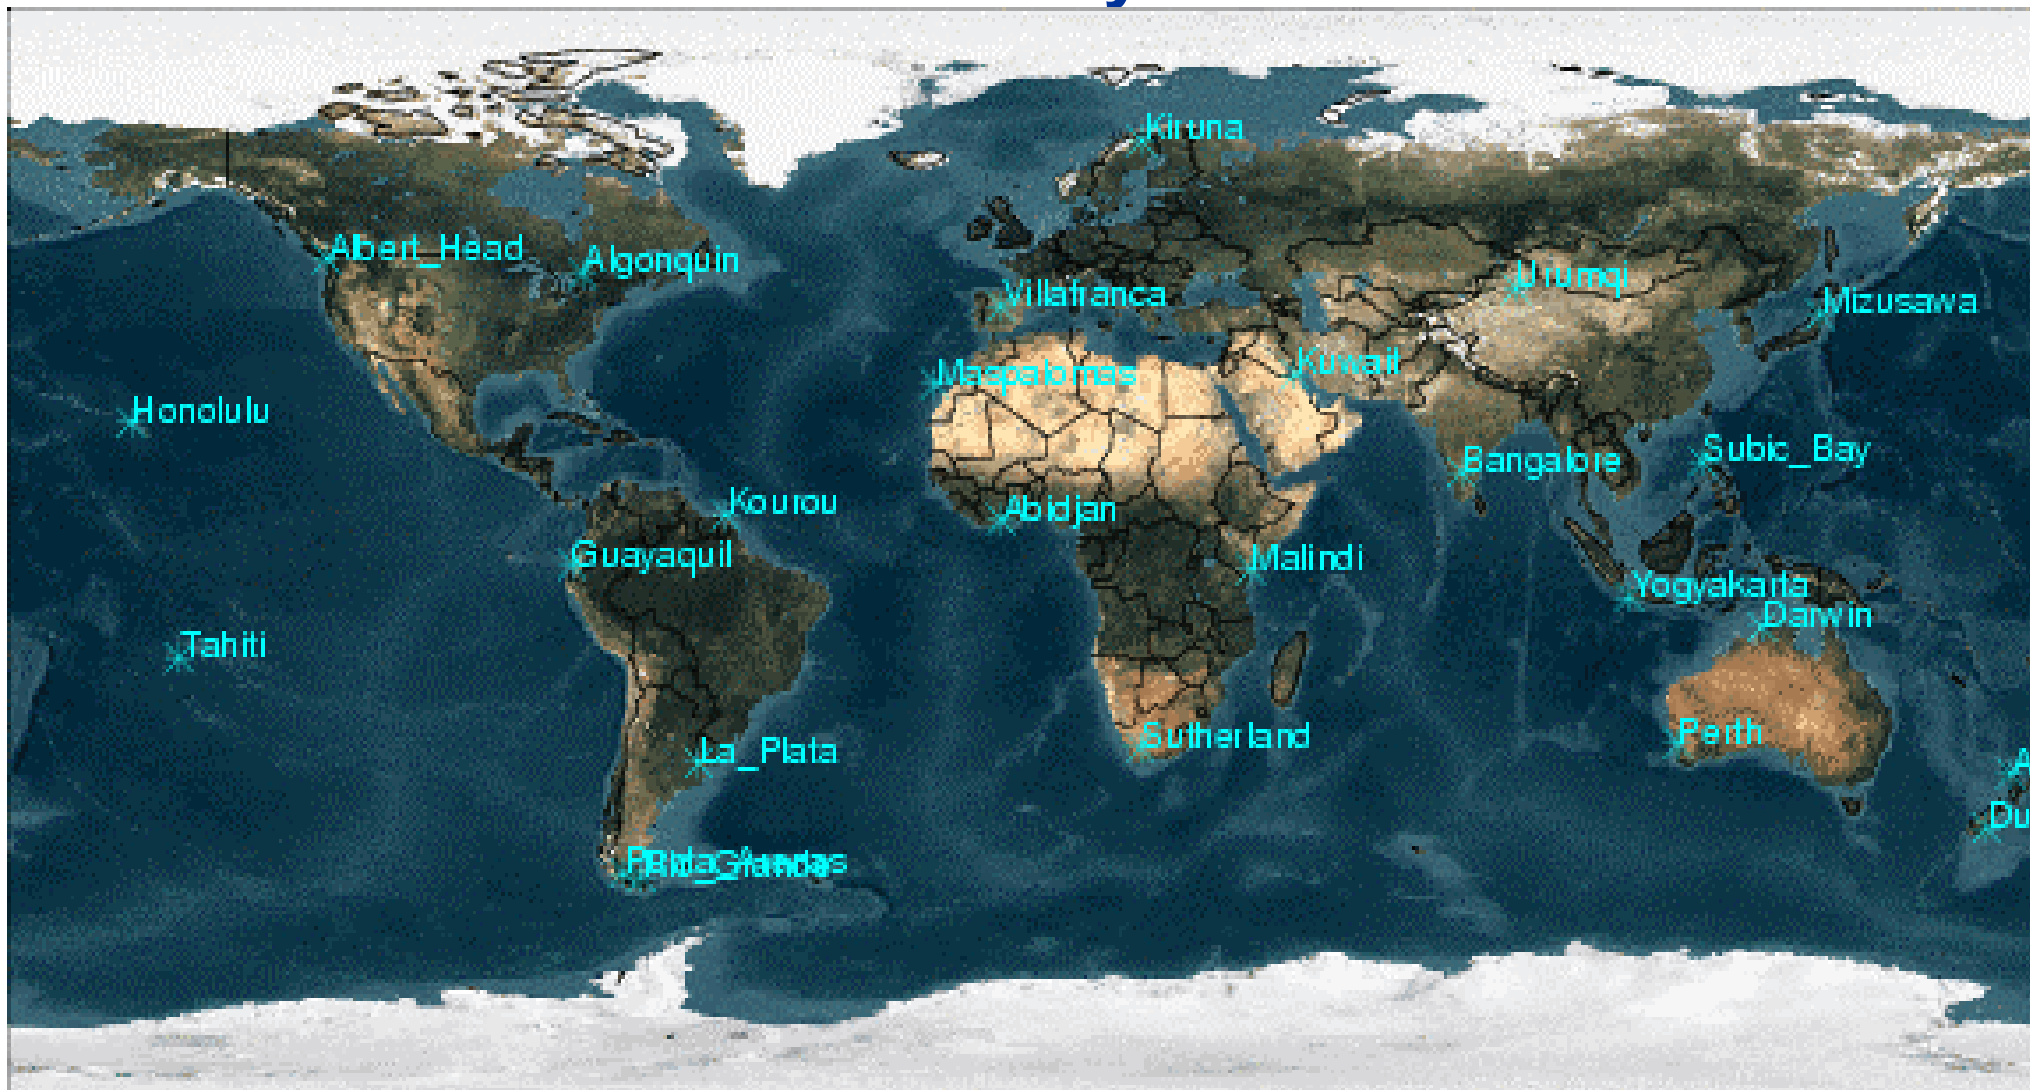 Kiruna
Albert_Head
Algonquin
Urumqi
Villafranca
Mizusawa
Kuwait
Maspalomas
Honolulu
Subic_Bay
Bangalore
Kourou
Abidjan
Guayaquil
Malindi
Yogyakarta
Darwin
Tahiti
Perth
Sutherland
La_Plata
A
Du